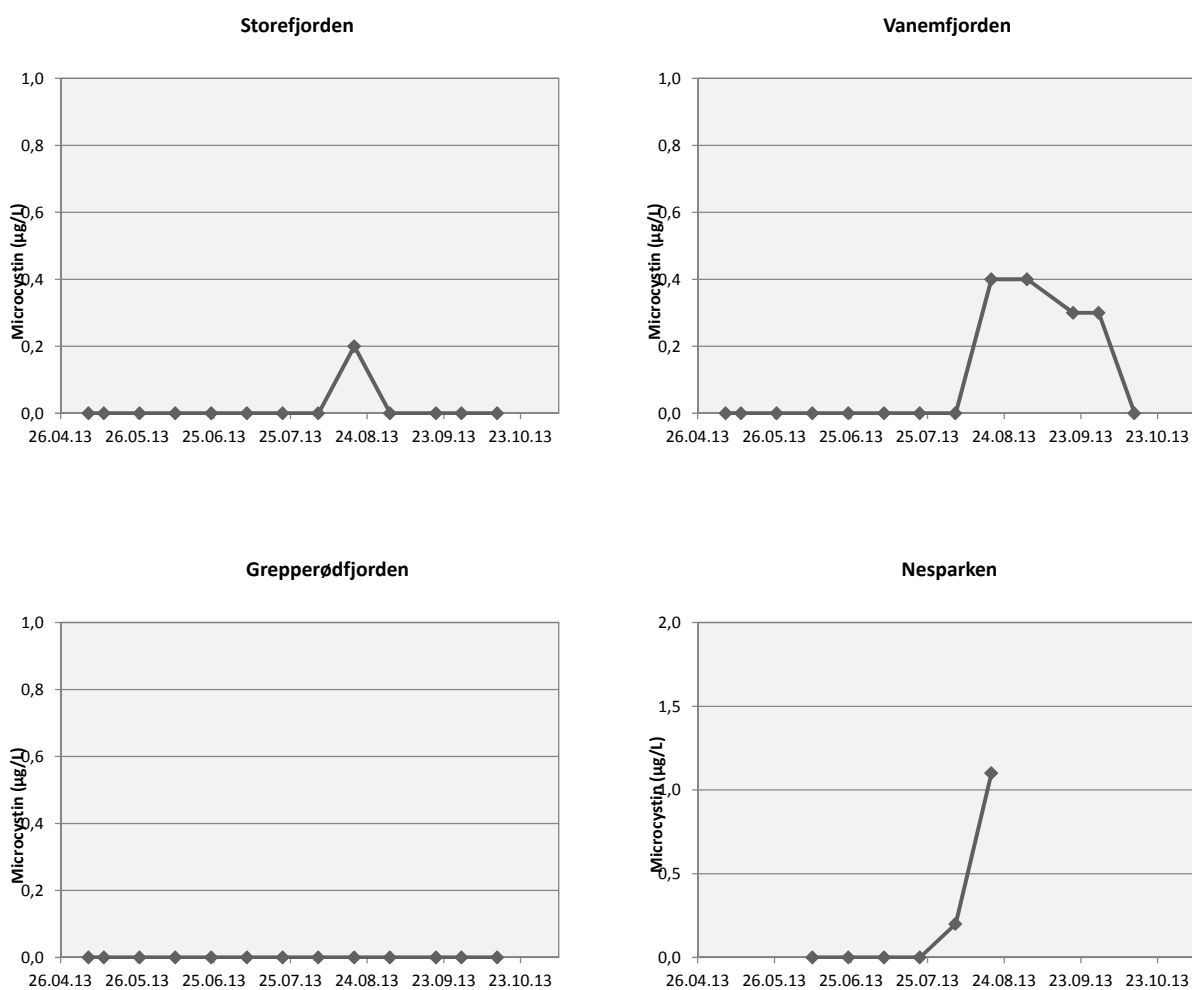 Storefjorden
1,0
0,8
0,6
0,4
0,2
0,0
Microcystin (µg/L)
26.04.13 26.05.13 25.06.13 25.07.13 24.08.13 23.09.13 23.10.13
Vanemfjorden
1,0
0,8
0,6
0,4
0,2
0,0
Microcystin (µg/L)
26.04.13 26.05.13 25.06.13 25.07.13 24.08.13 23.09.13 23.10.13
Grepperødfjorden
1,0
0,8
0,6
0,4
0,2
0,0
Microcystin (µg/L)
26.04.13 26.05.13 25.06.13 25.07.13 24.08.13 23.09.13 23.10.13
Nesparken
2,0
1,5
1,0
0,5
0,0
Microcystin (µg/L)
26.04.13 26.05.13 25.06.13 25.07.13 24.08.13 23.09.13 23.10.13